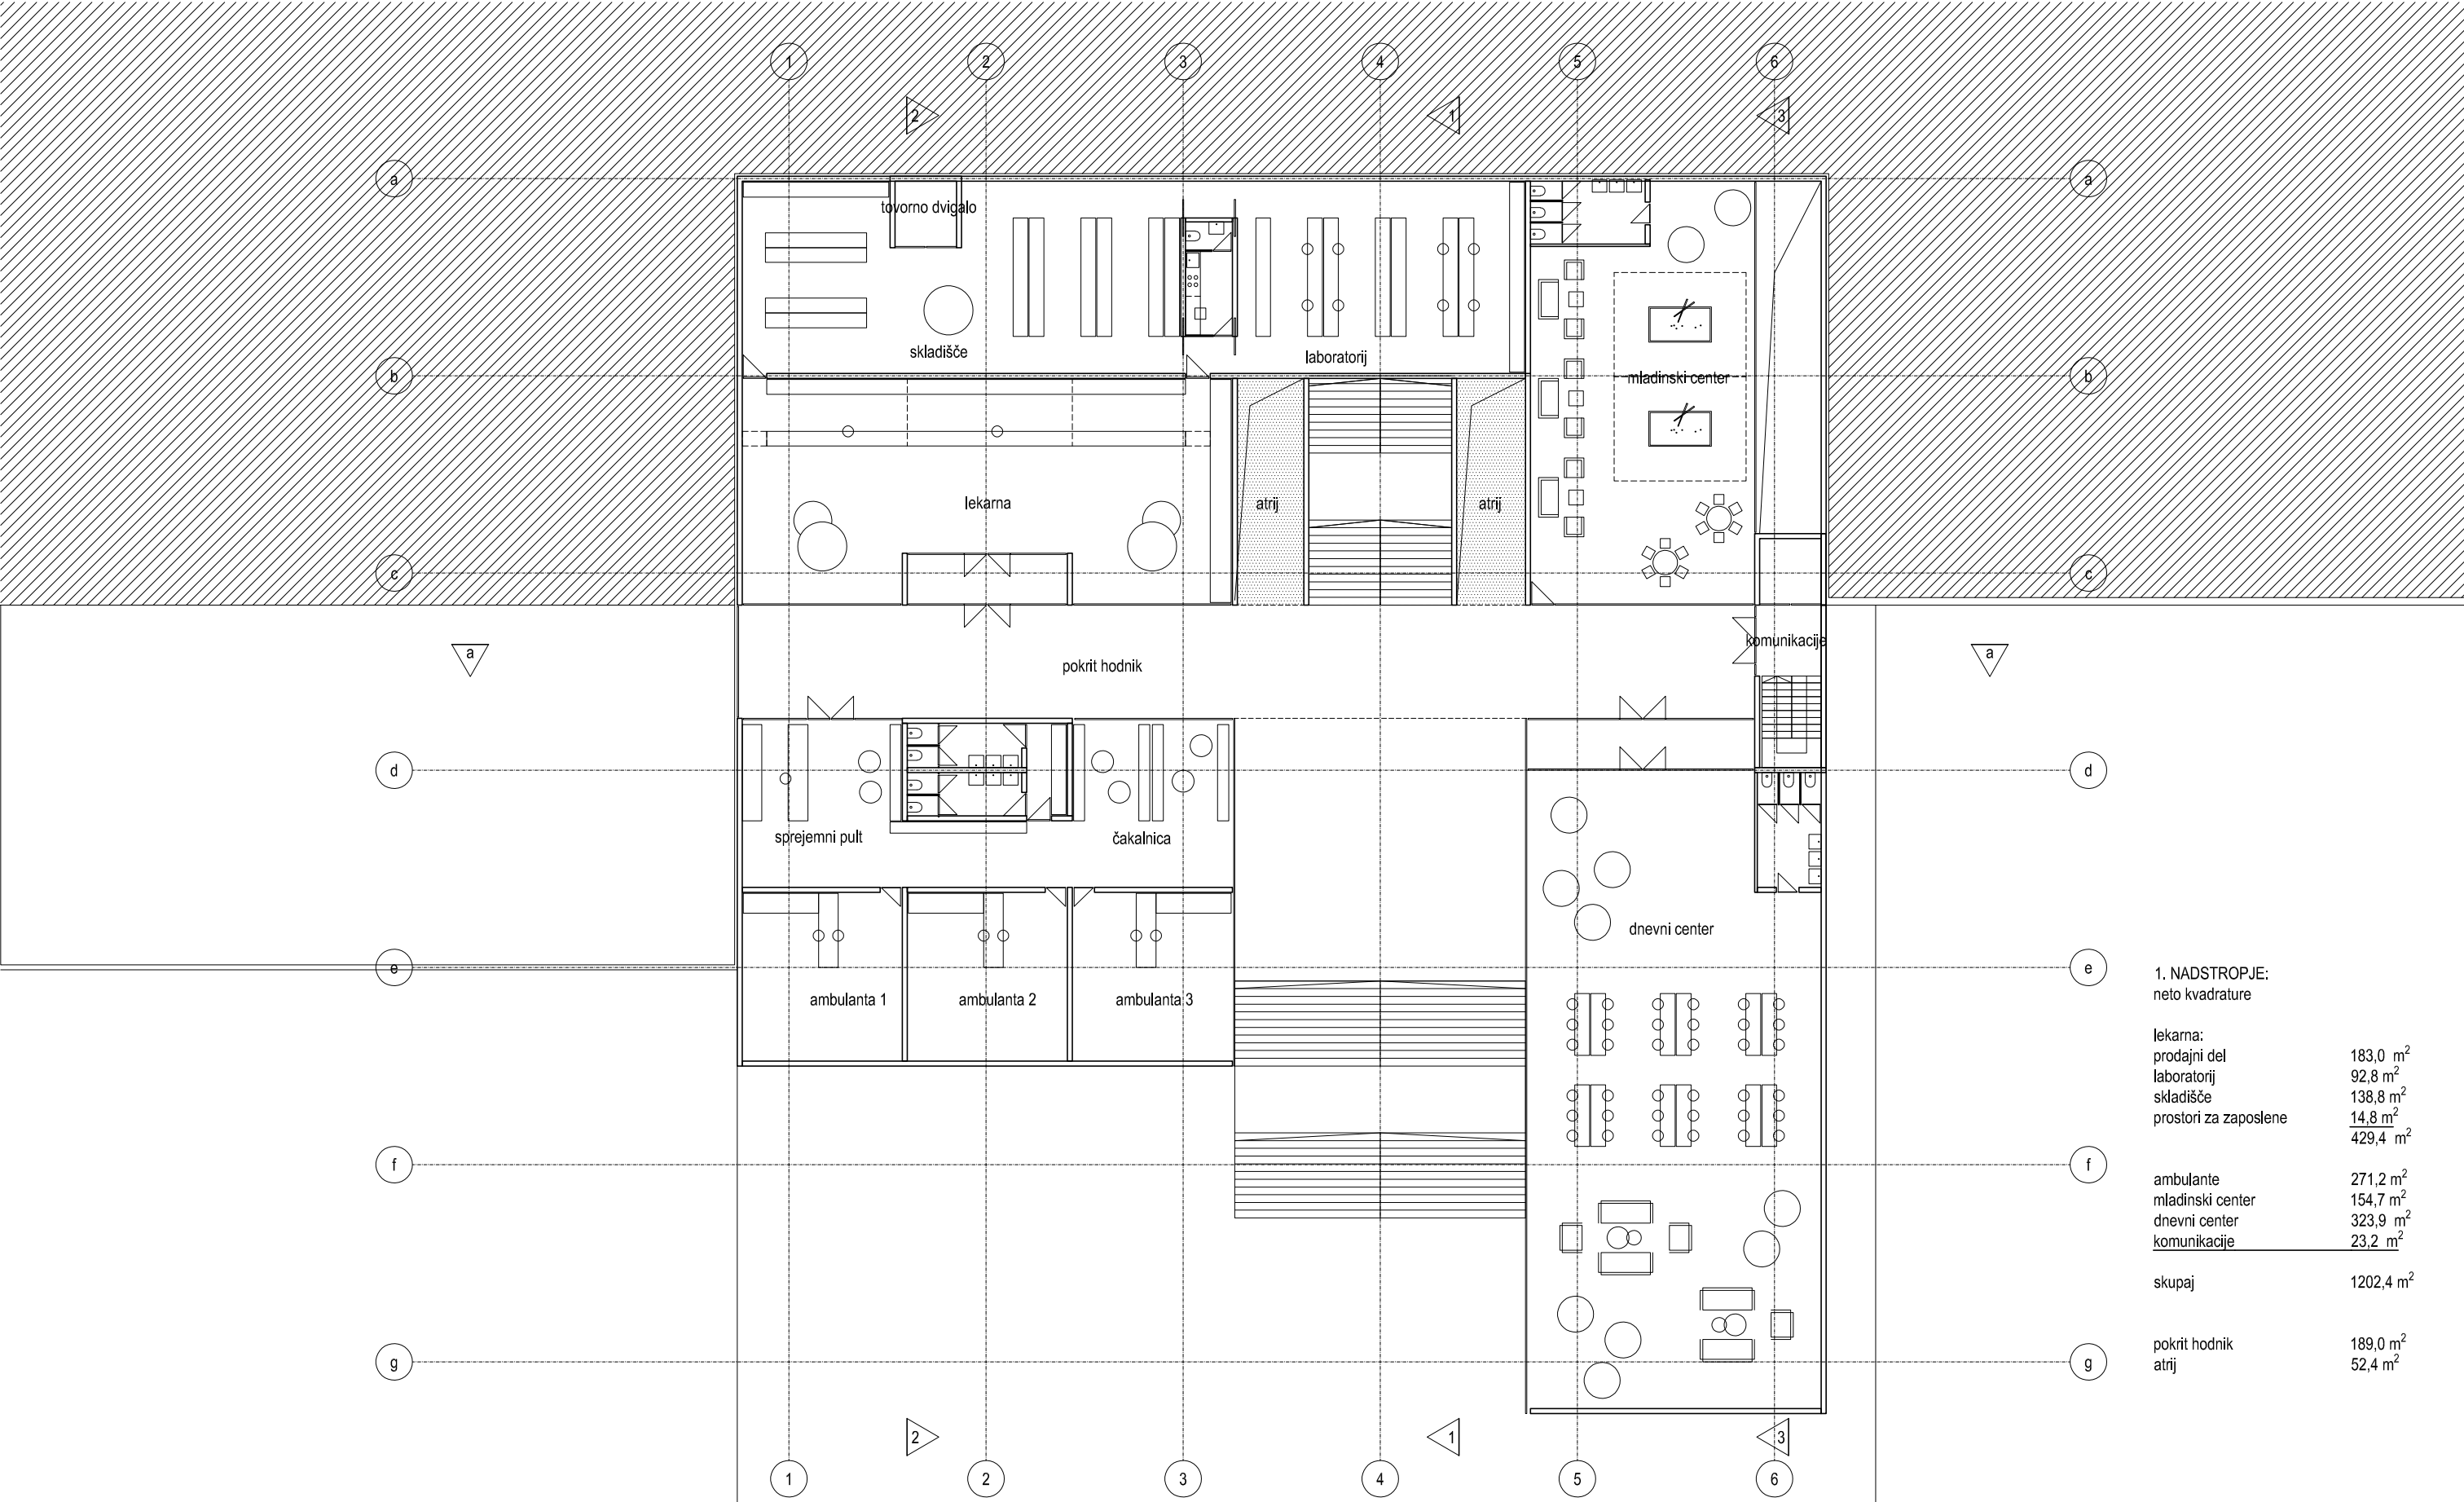 1 2 3 4 5 6
2 1 3
a a
tovorno dvigalo
skladišče
laboratorij
b b
mladinski center
lekarna
atrij
atrij
c c
komunikacije
a a
pokrit hodnik
d d
sprejemni pult
čakalnica
dnevni center
e e
ambulanta 1
ambulanta 2
ambulanta 3
f f
g g
2 1 3
1 2 3 4 5 6
1. NADSTROPJE:
neto kvadrature
lekarna:
prodajni del 183,0 m²
laboratorij 92,8 m²
skladišče 138,8 m²
prostori za zaposlene 14,8 m²
429,4 m²
ambulante 271,2 m²
mladinski center 154,7 m²
dnevni center 323,9 m²
komunikacije 23,2 m²
skupaj 1202,4 m²
pokrit hodnik 189,0 m²
atrij 52,4 m²